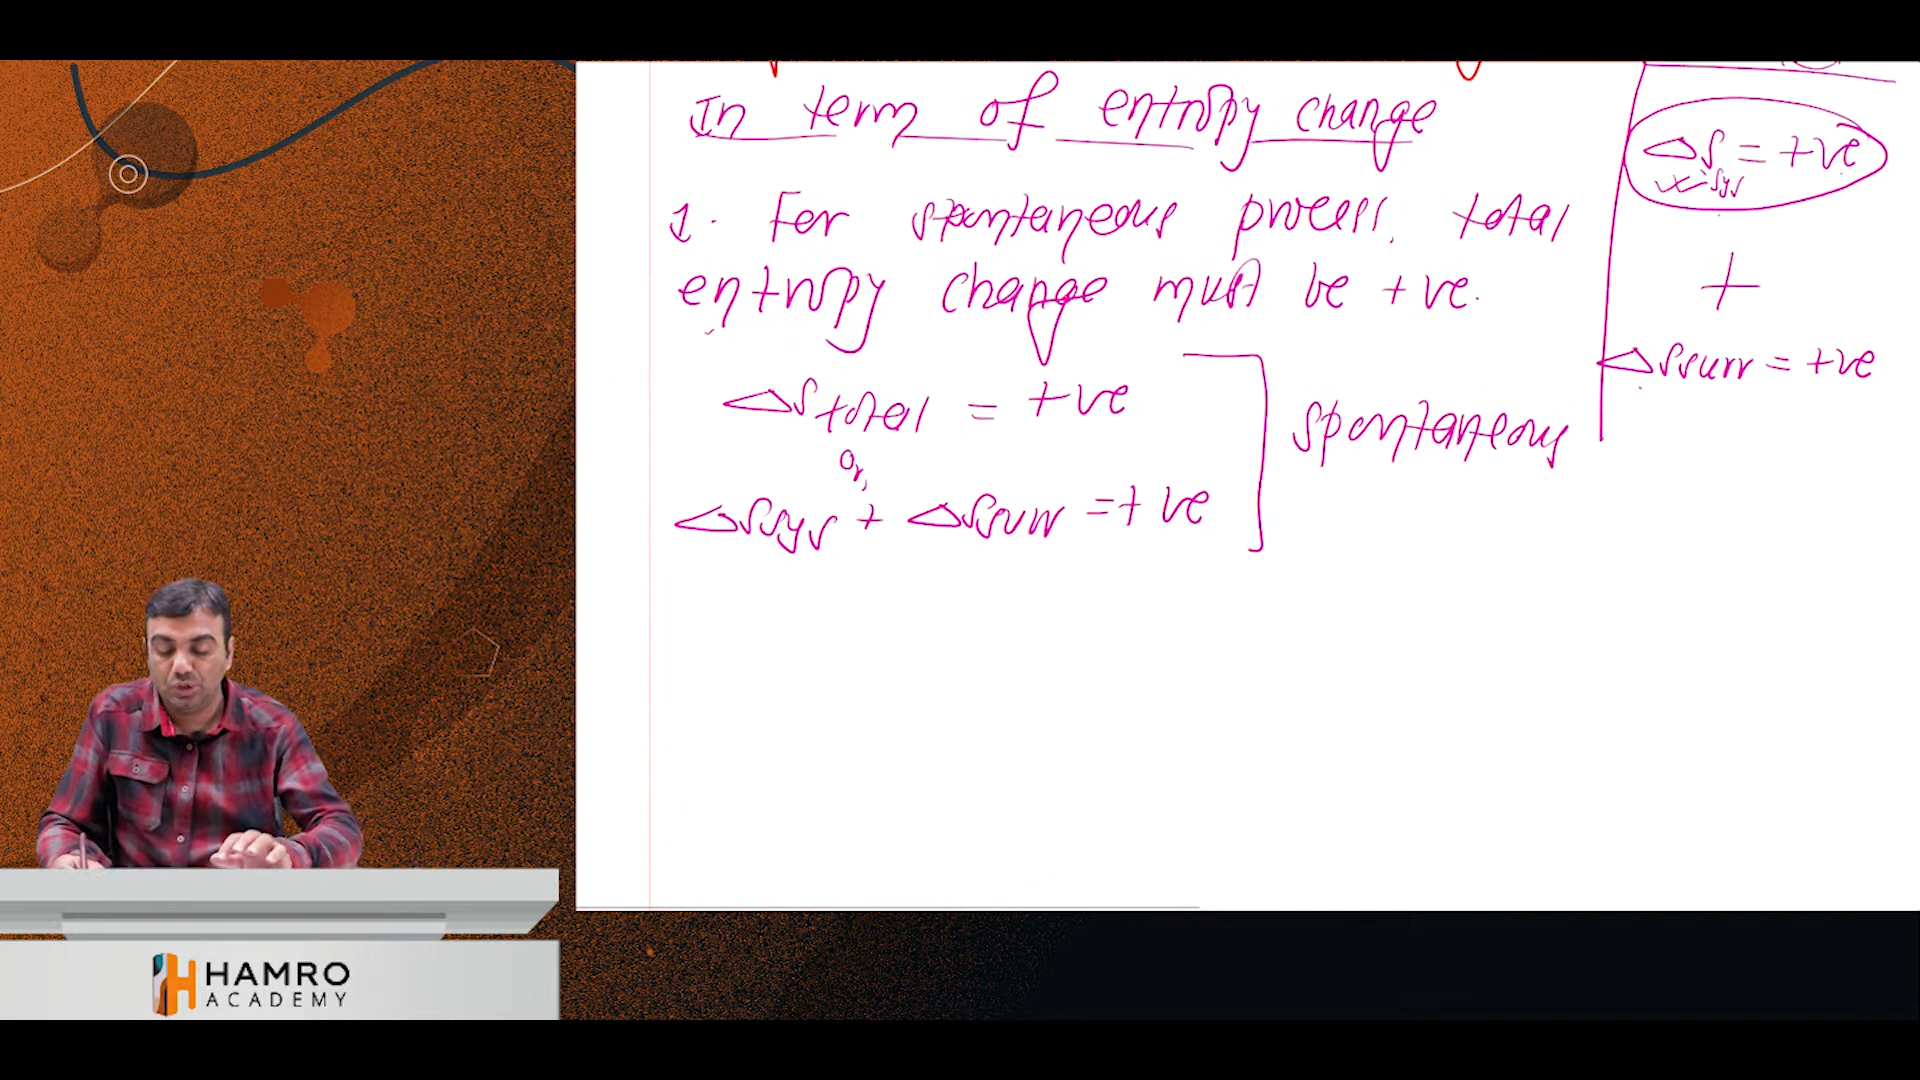 In term of entropy change
1. For spontaneous process, total
entropy change must be +ve.
ΔStotal = +ve
or,
ΔSsys + ΔSsurr = +ve
spontaneous
ΔS = +ve
sys
+
ΔSsurr = +ve
HAMRO
ACADEMY